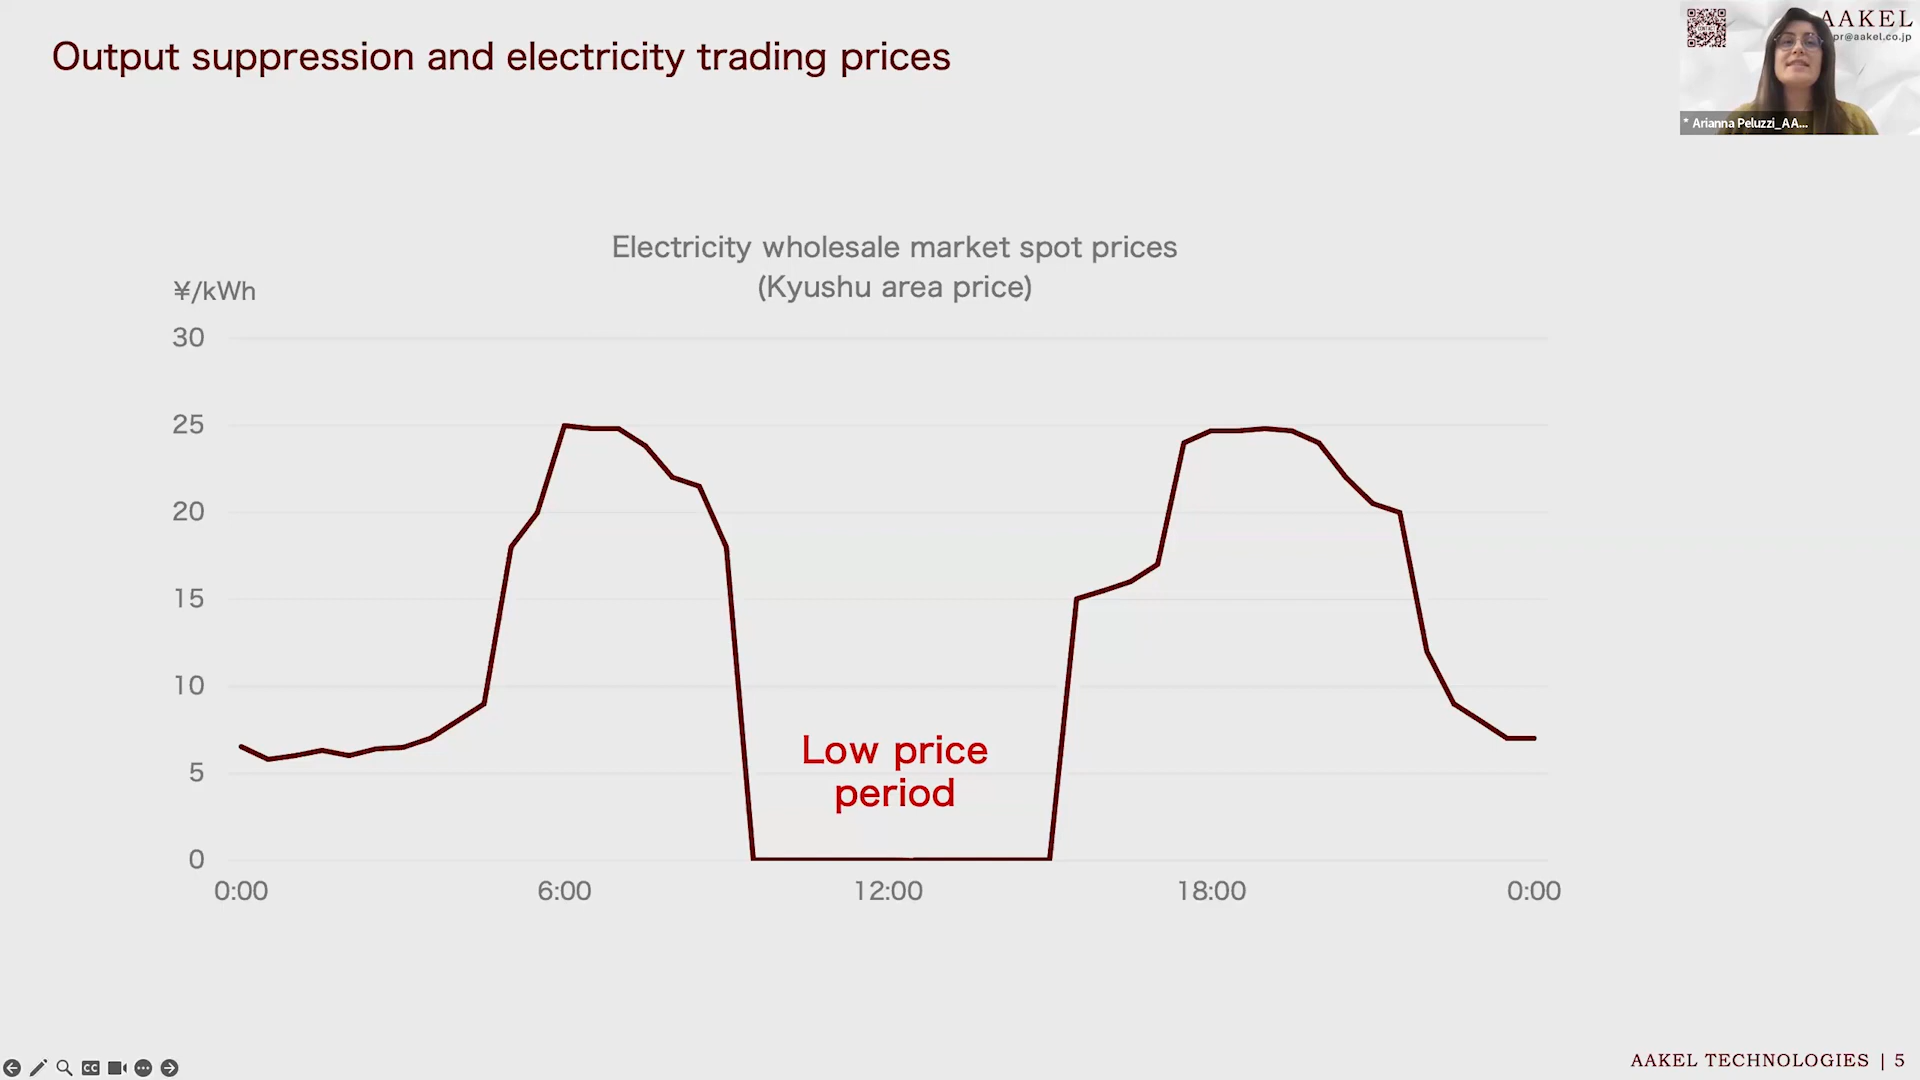 Output suppression and electricity trading prices
AAKEL
pr@aakel.co.jp
* Arianna Peluzzi_AA...
Electricity wholesale market spot prices
(Kyushu area price)
¥/kWh
30
25
20
15
10
5
0
Low price
period
0:00 6:00 12:00 18:00 0:00
CC
AAKEL TECHNOLOGIES | 5